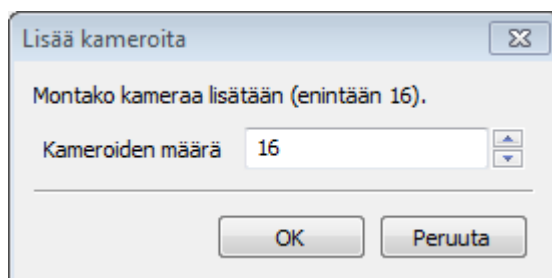 Lisää kameroita
Montako kameraa lisätään (enintään 16).
Kameroiden määrä 16
OK Peruuta